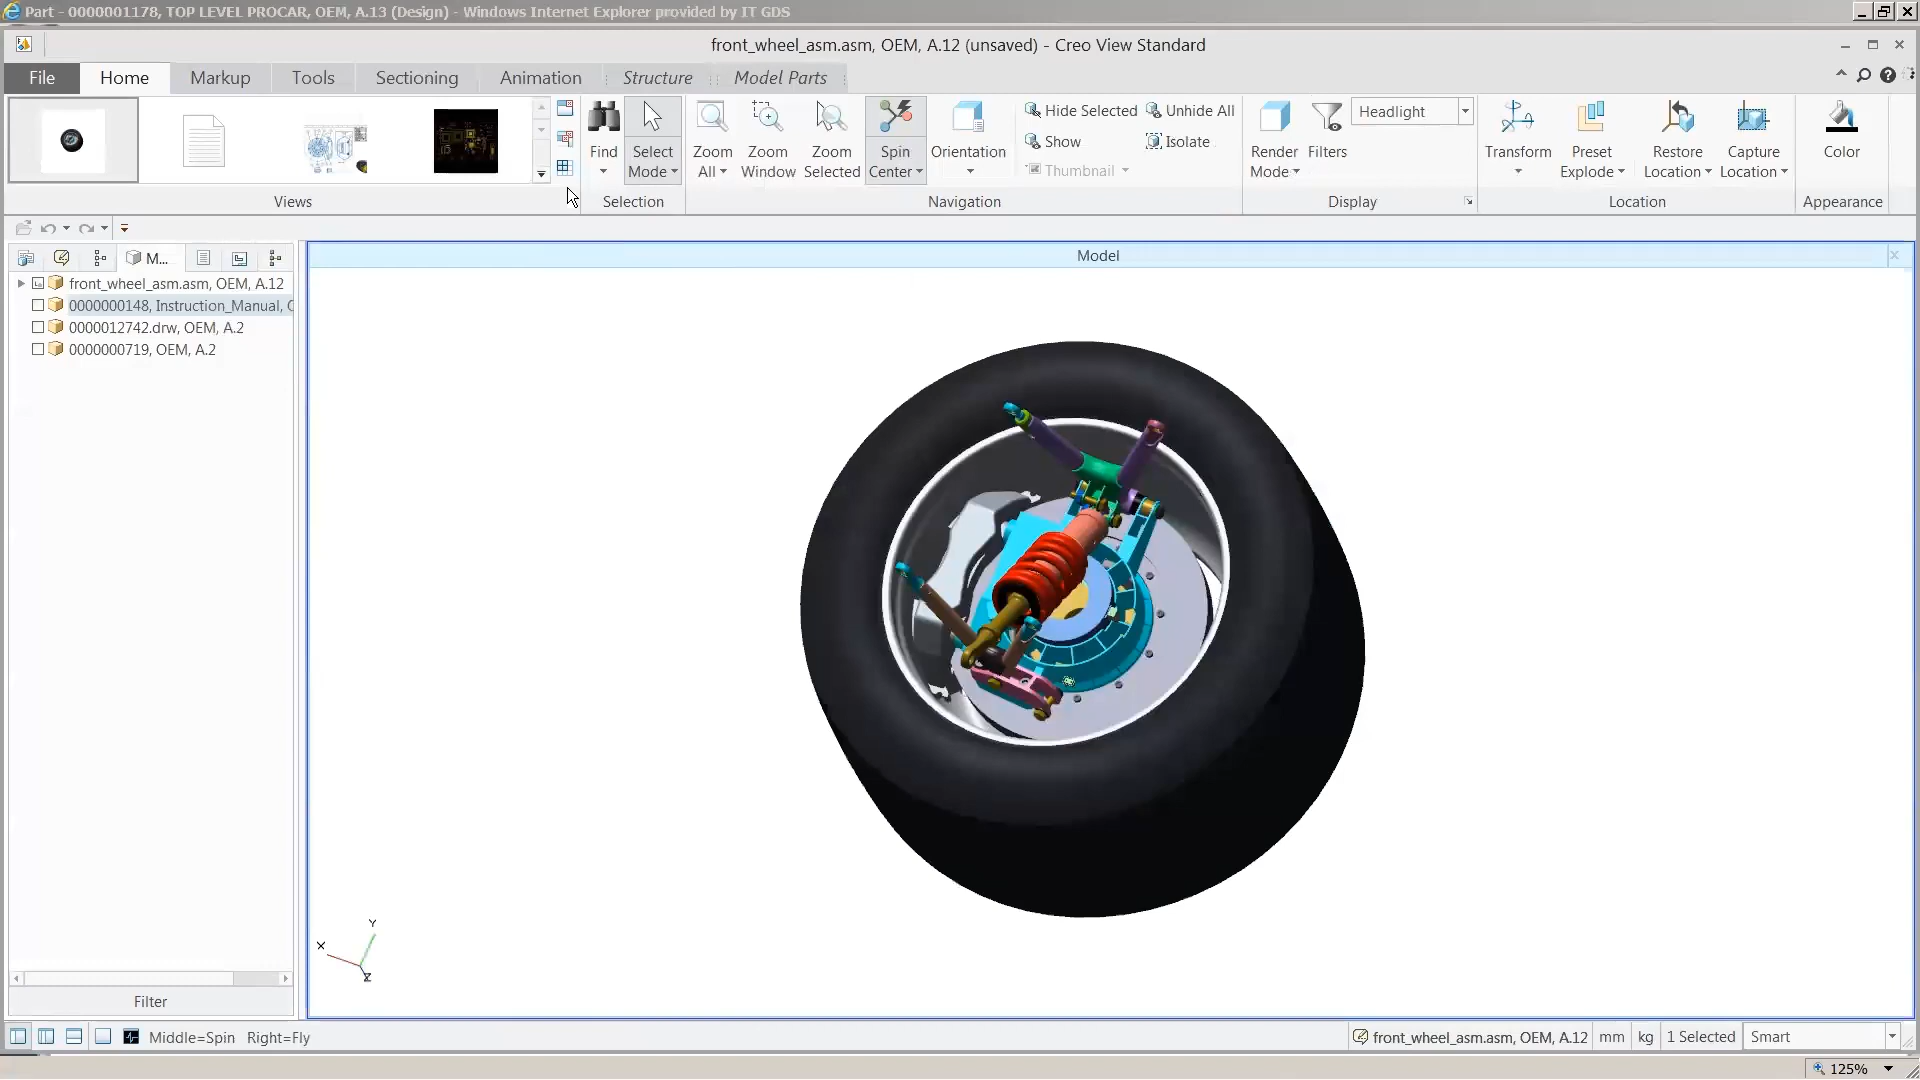 Part - 0000001178, TOP LEVEL PROCAR, OEM, A.13 (Design) - Windows Internet Explorer provided by IT GDS
front_wheel_asm.asm, OEM, A.12 (unsaved) - Creo View Standard
File Home Markup Tools Sectioning Animation Structure Model Parts
Find
Select Mode
Zoom All
Zoom Window
Zoom Selected
Spin Center
Orientation
Hide Selected
Unhide All
Show
Isolate
Thumbnail
Render Mode
Filters
Headlight
Transform
Preset Explode
Restore Location
Capture Location
Color
Views Selection Navigation Display Location Appearance
M...
Model
front_wheel_asm.asm, OEM, A.12
0000000148, Instruction_Manual,
0000012742.drw, OEM, A.2
0000000719, OEM, A.2
Y
X
Z
Filter
Middle=Spin Right=Fly
front_wheel_asm.asm, OEM, A.12 mm kg 1 Selected Smart
125%